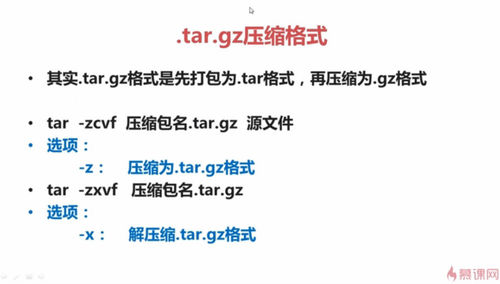 .tar.gz压缩格式
• 其实.tar.gz格式是先打包为.tar格式，再压缩为.gz格式
• tar -zcvf 压缩包名.tar.gz 源文件
• 选项：
-z： 压缩为.tar.gz格式
• tar -zxvf 压缩包名.tar.gz
• 选项：
-x： 解压缩.tar.gz格式
慕课网